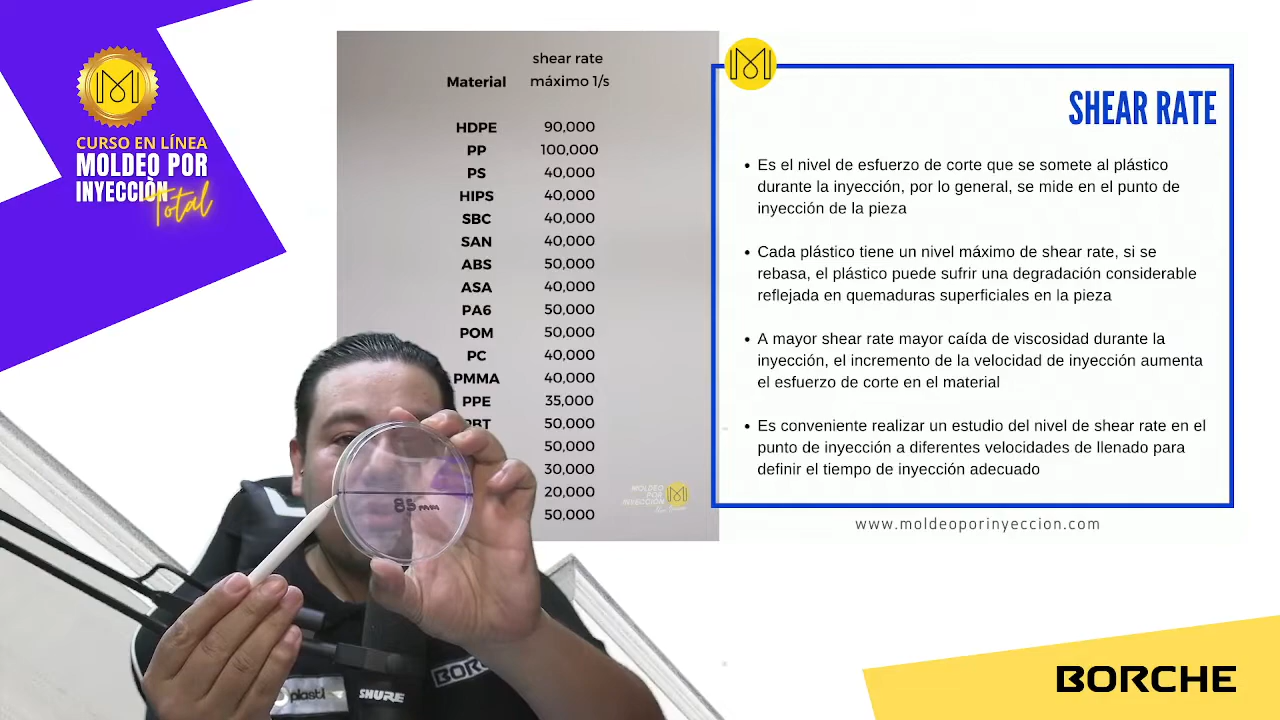 CURSO EN LÍNEA
MOLDEO POR
INYECCIÒN
Total
shear rate
Material máximo 1/s
HDPE 90,000
PP 100,000
PS 40,000
HIPS 40,000
SBC 40,000
SAN 40,000
ABS 50,000
ASA 40,000
PA6 50,000
POM 50,000
PC 40,000
PMMA 40,000
PPE 35,000
PBT 50,000
50,000
30,000
20,000
50,000
MOLDEO
POR
INYECCIÓN
SHEAR RATE
• Es el nivel de esfuerzo de corte que se somete al plástico
durante la inyección, por lo general, se mide en el punto de
inyección de la pieza
• Cada plástico tiene un nivel máximo de shear rate, si se
rebasa, el plástico puede sufrir una degradación considerable
reflejada en quemaduras superficiales en la pieza
• A mayor shear rate mayor caída de viscosidad durante la
inyección, el incremento de la velocidad de inyección aumenta
el esfuerzo de corte en el material
• Es conveniente realizar un estudio del nivel de shear rate en el
punto de inyección a diferentes velocidades de llenado para
definir el tiempo de inyección adecuado
www.moldeoporinyeccion.com
85 mm
plasti
SHURE
BORC
BORCHE